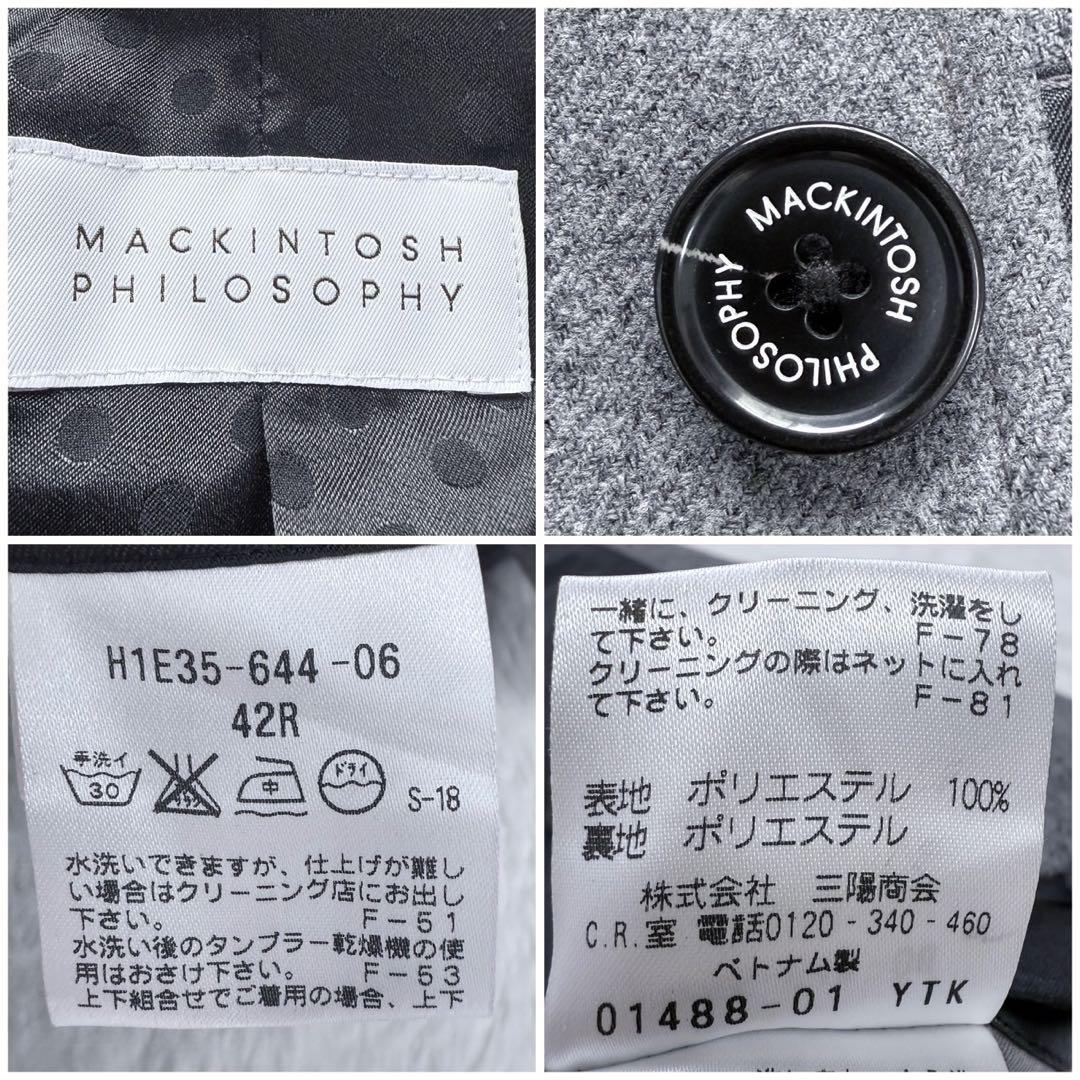 MACKINTOSH
PHILOSOPHY
MACKINTOSH
PHILOSOPHY
H1E35-644-06
42R
手洗イ
30
中
ドライ
S-18
水洗いできますが、仕上げが難し
い場合はクリーニング店にお出し
下さい。 F-51
水洗い後のタンブラー乾燥機の使
用はおさけ下さい。 F-53
上下組合せでご着用の場合、上下
一緒に、クリーニング、洗濯をし
て下さい。 F-78
クリーニングの際はネットに入れ
て下さい。 F-81
表地 ポリエステル 100%
裏地 ポリエステル
株式会社 三陽商会
C.R.室 電話0120-340-460
ベトナム製
01488-01 YTK